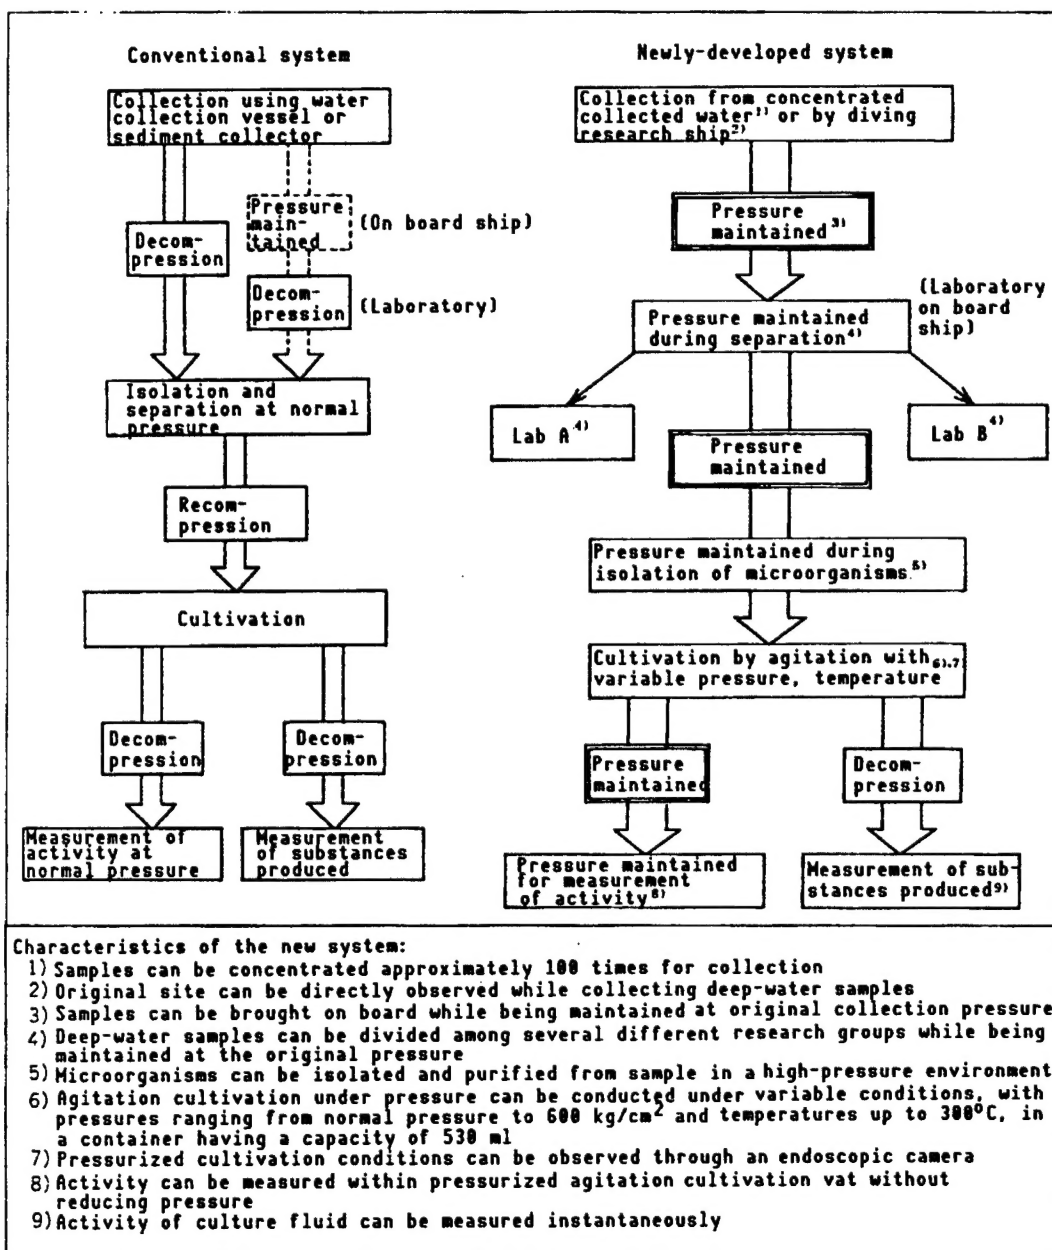 Conventional system
Collection using water
collection vessel or
sediment collector
Decom-
pression
Pressure
main-
tained
(On board ship)
Decom-
pression
(Laboratory)
Isolation and
separation at normal
pressure
Recom-
pression
Cultivation
Decom-
pression
Decom-
pression
Measurement of
activity at
normal pressure
Measurement
of substances
produced
Newly-developed system
Collection from concentrated
collected water¹⁾ or by diving
research ship²⁾
Pressure
maintained³⁾
(Laboratory
on board
ship)
Pressure maintained
during separation⁴⁾
Lab A⁴⁾
Lab B⁴⁾
Pressure
maintained
Pressure maintained during
isolation of microorganisms.⁵⁾
Cultivation by agitation with₆₎,₇₎
variable pressure, temperature
Pressure
maintained
Decom-
pression
Pressure maintained
for measurement
of activity⁸⁾
Measurement of sub-
stances produced⁹⁾
Characteristics of the new system:
1) Samples can be concentrated approximately 100 times for collection
2) Original site can be directly observed while collecting deep-water samples
3) Samples can be brought on board while being maintained at original collection pressure
4) Deep-water samples can be divided among several different research groups while being
maintained at the original pressure
5) Microorganisms can be isolated and purified from sample in a high-pressure environment
6) Agitation cultivation under pressure can be conducted under variable conditions, with
pressures ranging from normal pressure to 600 kg/cm² and temperatures up to 300°C, in
a container having a capacity of 530 ml
7) Pressurized cultivation conditions can be observed through an endoscopic camera
8) Activity can be measured within pressurized agitation cultivation vat without
reducing pressure
9) Activity of culture fluid can be measured instantaneously